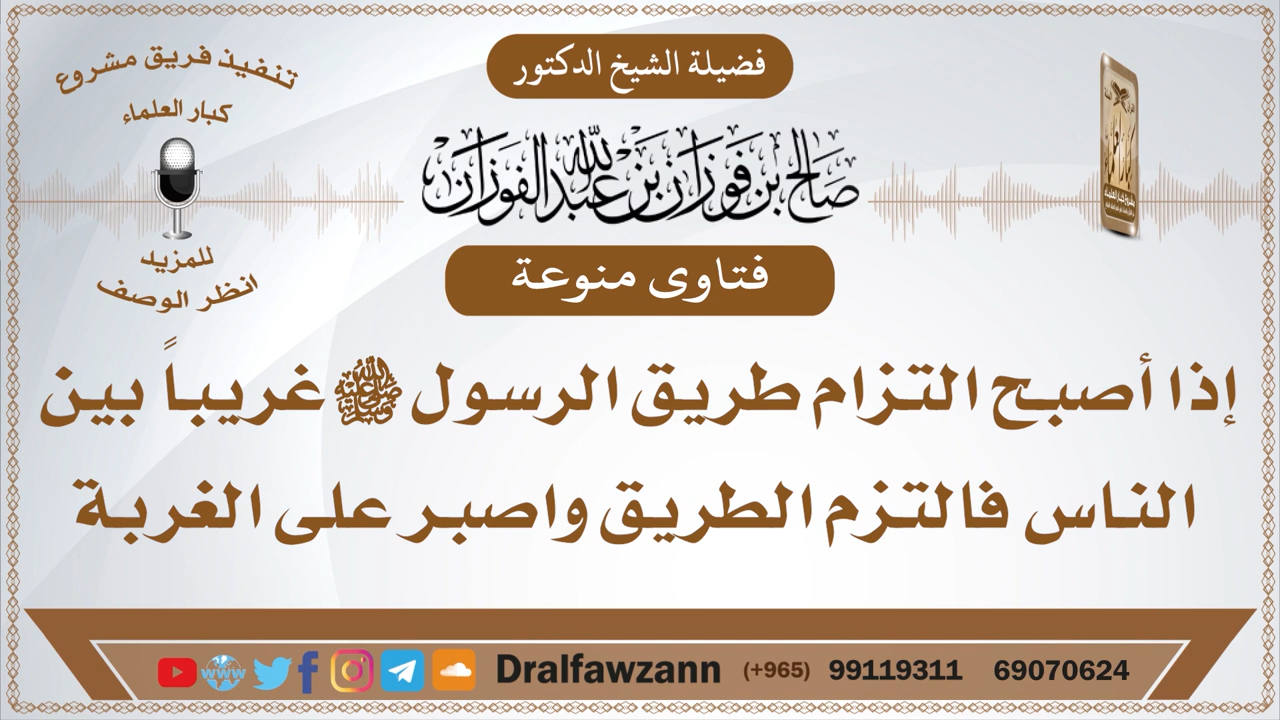 فضيلة الشيخ الدكتور
صالح بن فوزان بن عبدالله الفوزان
فتاوى منوعة
تنفيذ فريق مشروع
كبار العلماء
للمزيد
انظر الوصف
إذا أصبح التزام طريق الرسول ﷺ غريباً بين
الناس فالتزم الطريق واصبر على الغربة
www Dralfawzann (+965) 99119311 69070624